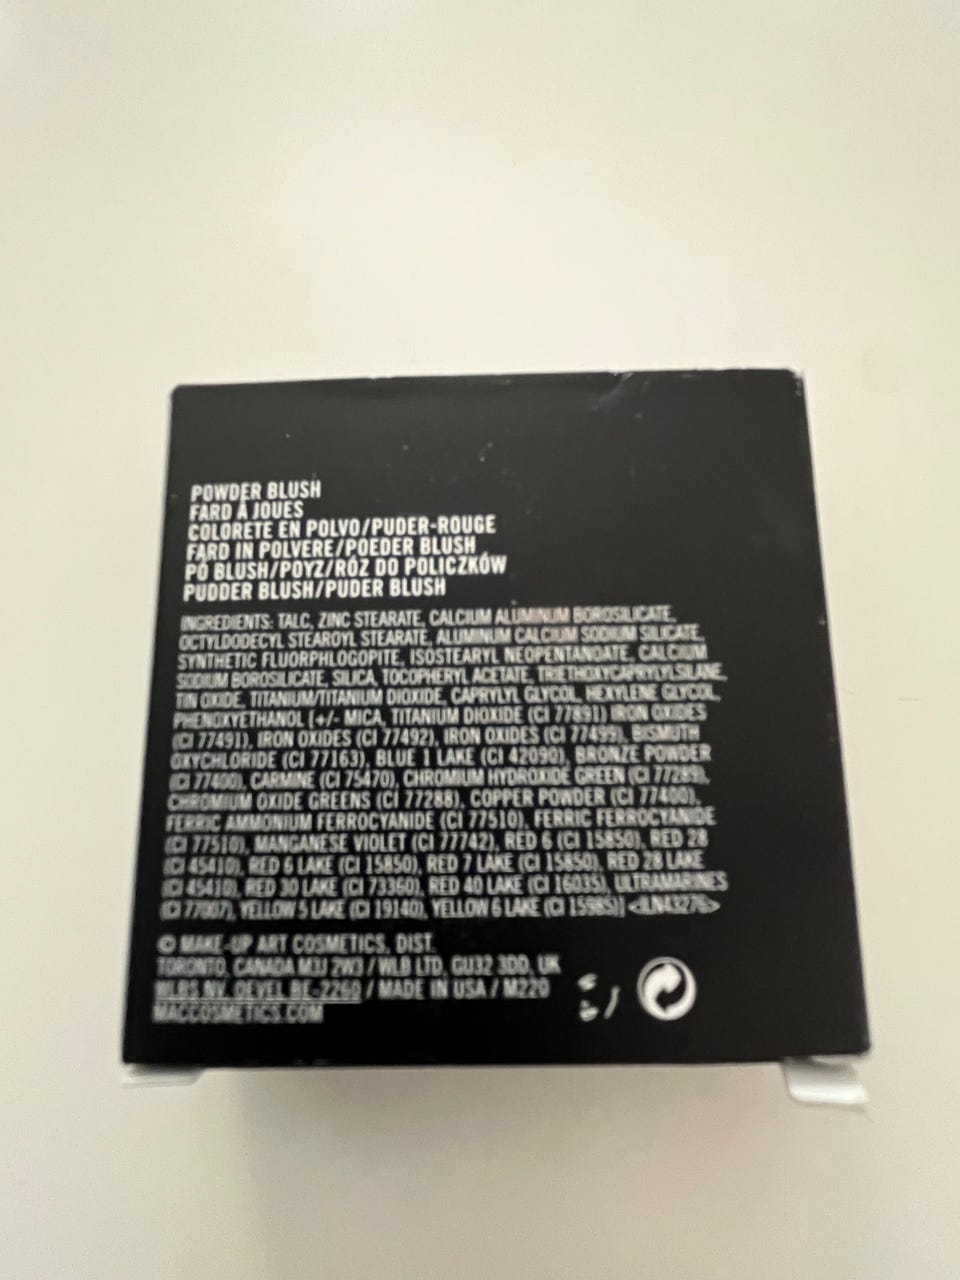 POWDER BLUSH
FARD À JOUES
COLORETE EN POLVO/PUDER-ROUGE
FARD IN POLVERE/POEDER BLUSH
PÓ BLUSH/ΡΟΥΖ/RÓŻ DO POLICZKÓW
PUDDER BLUSH/PUDER BLUSH
INGREDIENTS: TALC, ZINC STEARATE, CALCIUM ALUMINUM BOROSILICATE,
OCTYLDODECYL STEAROYL STEARATE, ALUMINUM CALCIUM SODIUM SILICATE,
SYNTHETIC FLUORPHLOGOPITE, ISOSTEARYL NEOPENTANOATE, CALCIUM
SODIUM BOROSILICATE, SILICA, TOCOPHERYL ACETATE, TRIETHOXYCAPRYLYLSILANE,
TIN OXIDE, TITANIUM/TITANIUM DIOXIDE, CAPRYLYL GLYCOL, HEXYLENE GLYCOL,
PHENOXYETHANOL [+/- MICA, TITANIUM DIOXIDE (CI 77891) IRON OXIDES
(CI 77491), IRON OXIDES (CI 77492), IRON OXIDES (CI 77499), BISMUTH
OXYCHLORIDE (CI 77163), BLUE 1 LAKE (CI 42090), BRONZE POWDER
(CI 77400), CARMINE (CI 75470), CHROMIUM HYDROXIDE GREEN (CI 77289),
CHROMIUM OXIDE GREENS (CI 77288), COPPER POWDER (CI 77400),
FERRIC AMMONIUM FERROCYANIDE (CI 77510), FERRIC FERROCYANIDE
(CI 77510), MANGANESE VIOLET (CI 77742), RED 6 (CI 15850), RED 28
(CI 45410), RED 6 LAKE (CI 15850), RED 7 LAKE (CI 15850), RED 28 LAKE
(CI 45410), RED 30 LAKE (CI 73360), RED 40 LAKE (CI 16035), ULTRAMARINES
(CI 77007), YELLOW 5 LAKE (CI 19140), YELLOW 6 LAKE (CI 15985)] <ILN43276>
© MAKE-UP ART COSMETICS, DIST.
TORONTO, CANADA M3J 2W3 / WLB LTD, GU32 3DD, UK
WLBS NV, OEVEL BE-2260 / MADE IN USA / M220
MACCOSMETICS.COM